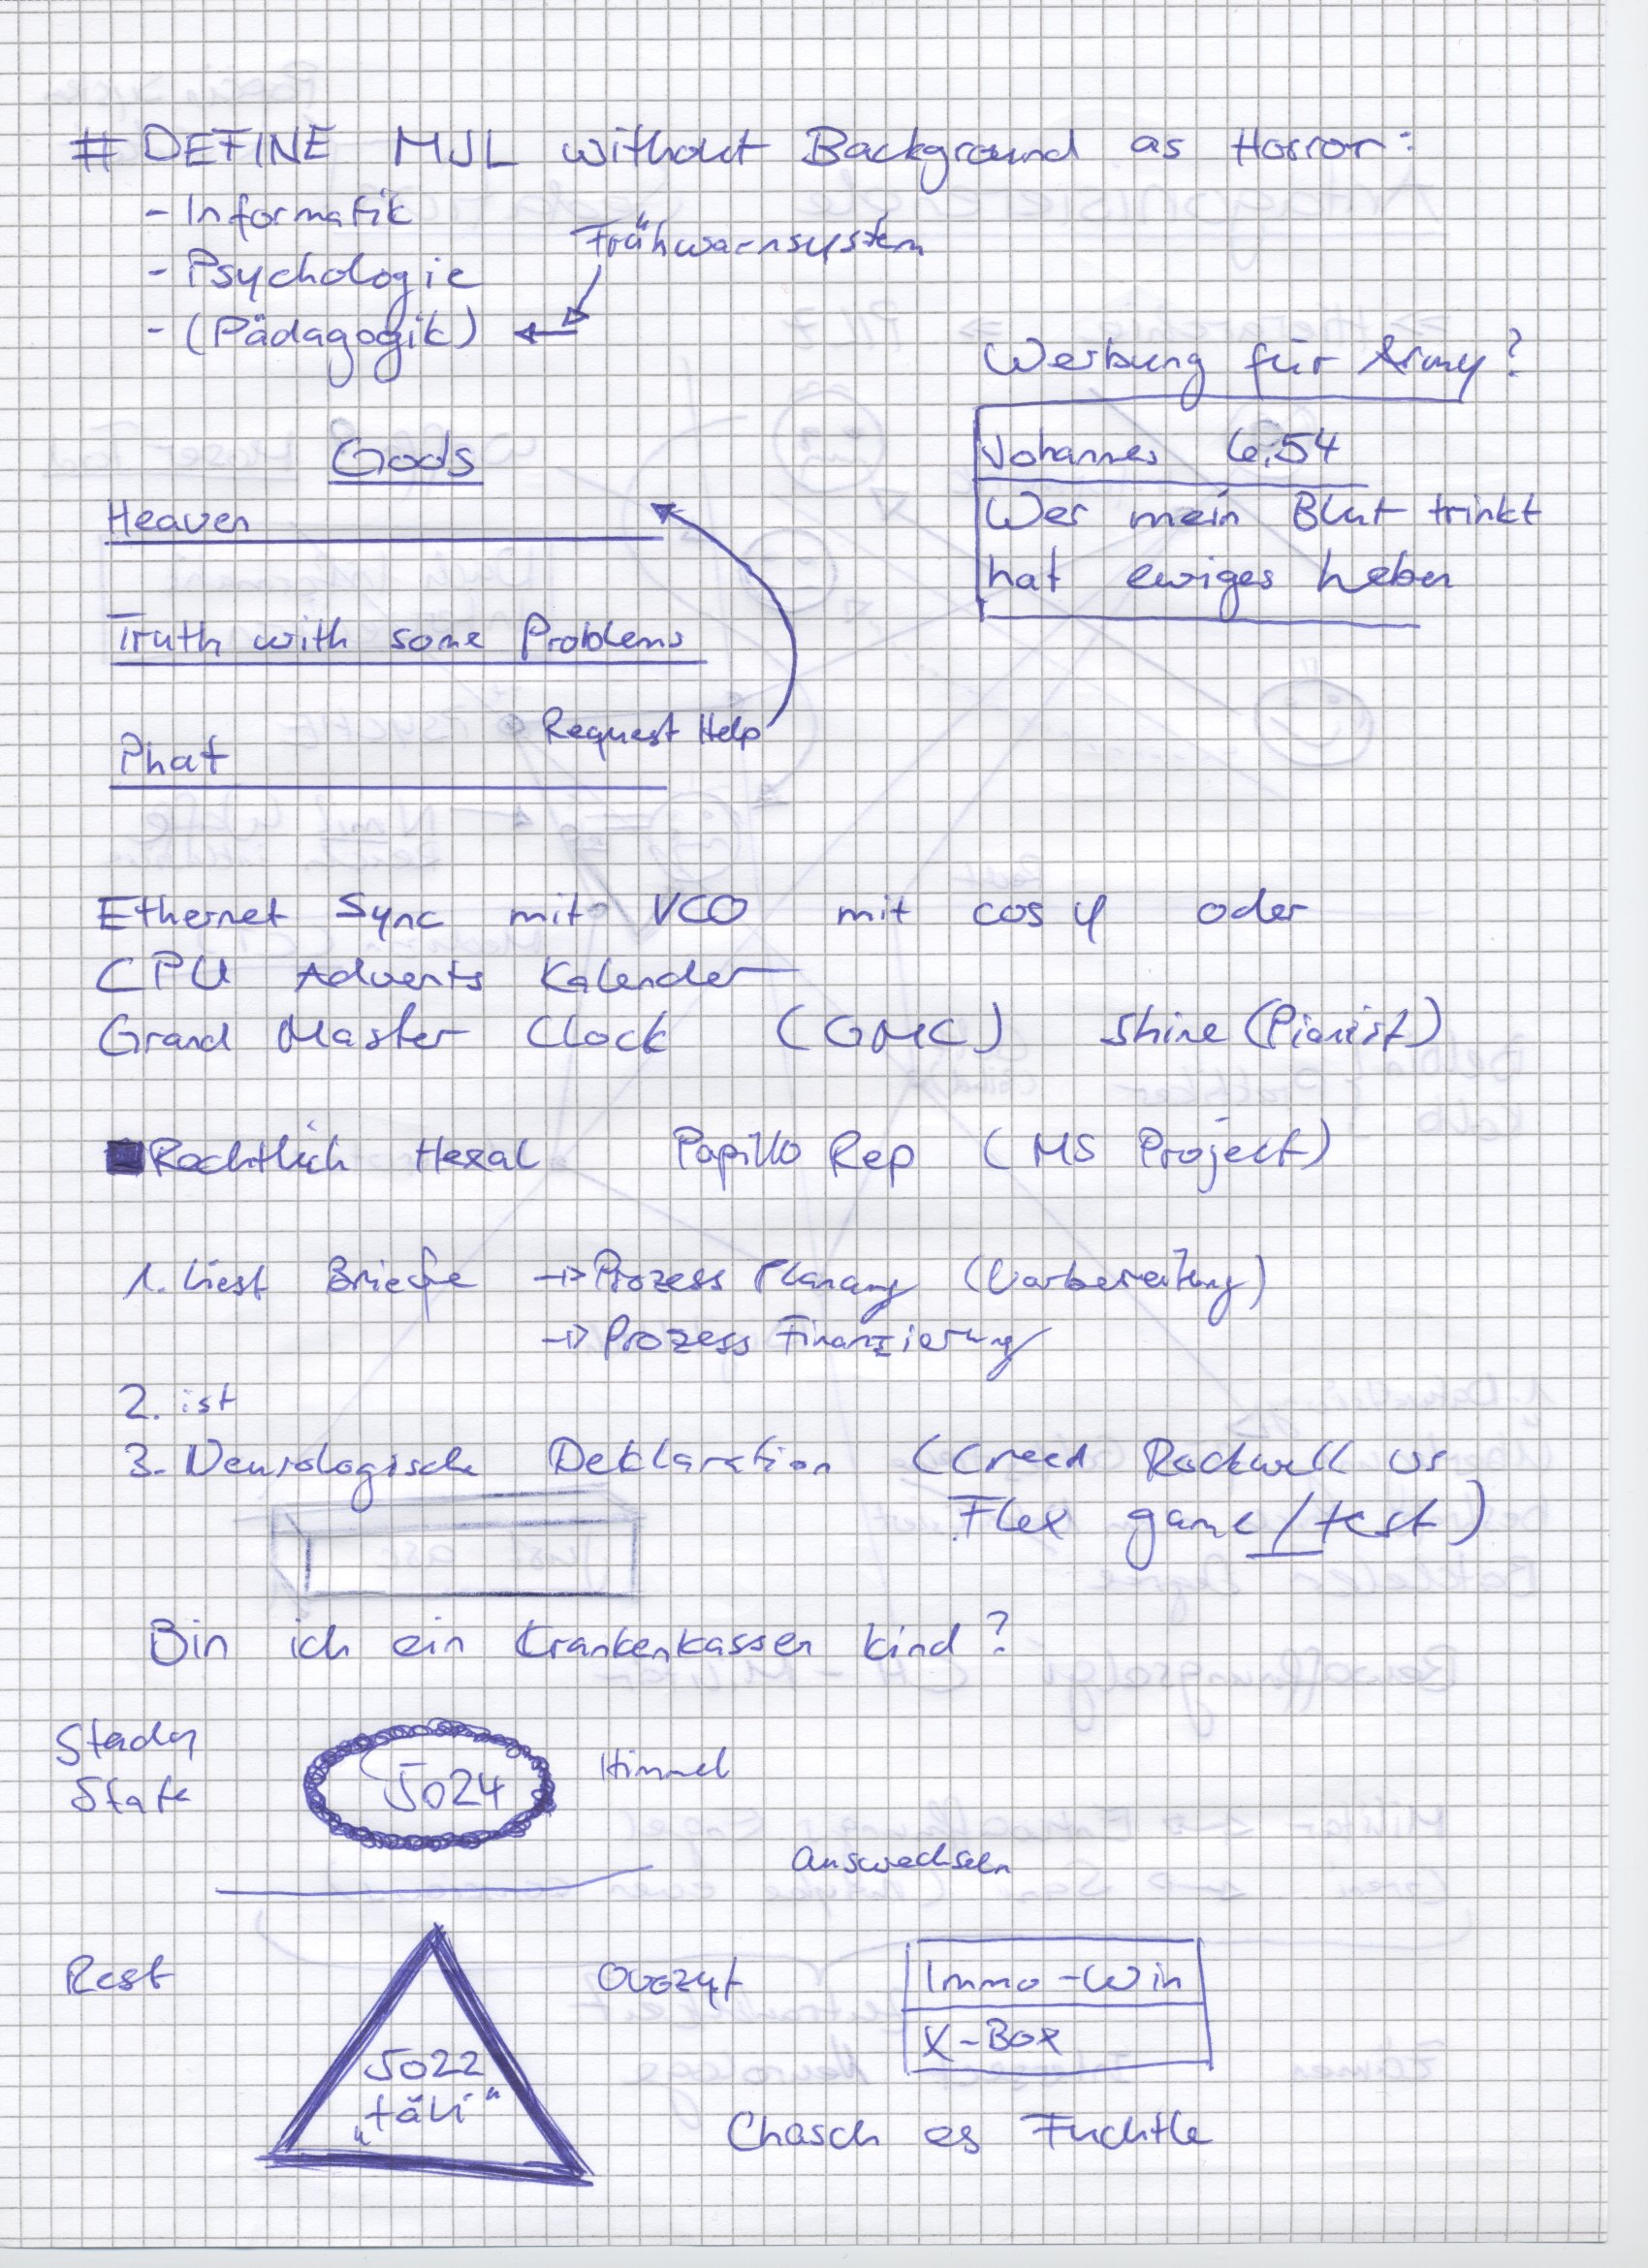 # DEFINE MJL without Background as Horror:
- Informatik
Frühwarnsystem
- Psychologie
- (Pädagogik)
Werbung für Army?
Johannes 6:54
Wer mein Blut trinkt
hat ewiges Leben
Gods
Heaven
Truth with some Problems
Request Help
Phat
Ethernet Sync mit VCO mit cos φ oder
CPU Advents Kalender
Grand Master Clock (GMC) Shine (Pianist)
Rechtlich Hexal Papillo Rep (MS Project)
1. Liest Briefe → Prozess Planung (Vorbereitung)
→ Prozess Finanzierung
2. ist
3. Neurologische Deklaration (Creed Rockwell vs
Flex game/test)
Bin ich ein Krankenkassen kind?
Steady
State
5024
Himmel
Auswechseln
Rest
5022
"täli"
Immo-Win
X-Box
Chasch es Fuchtle